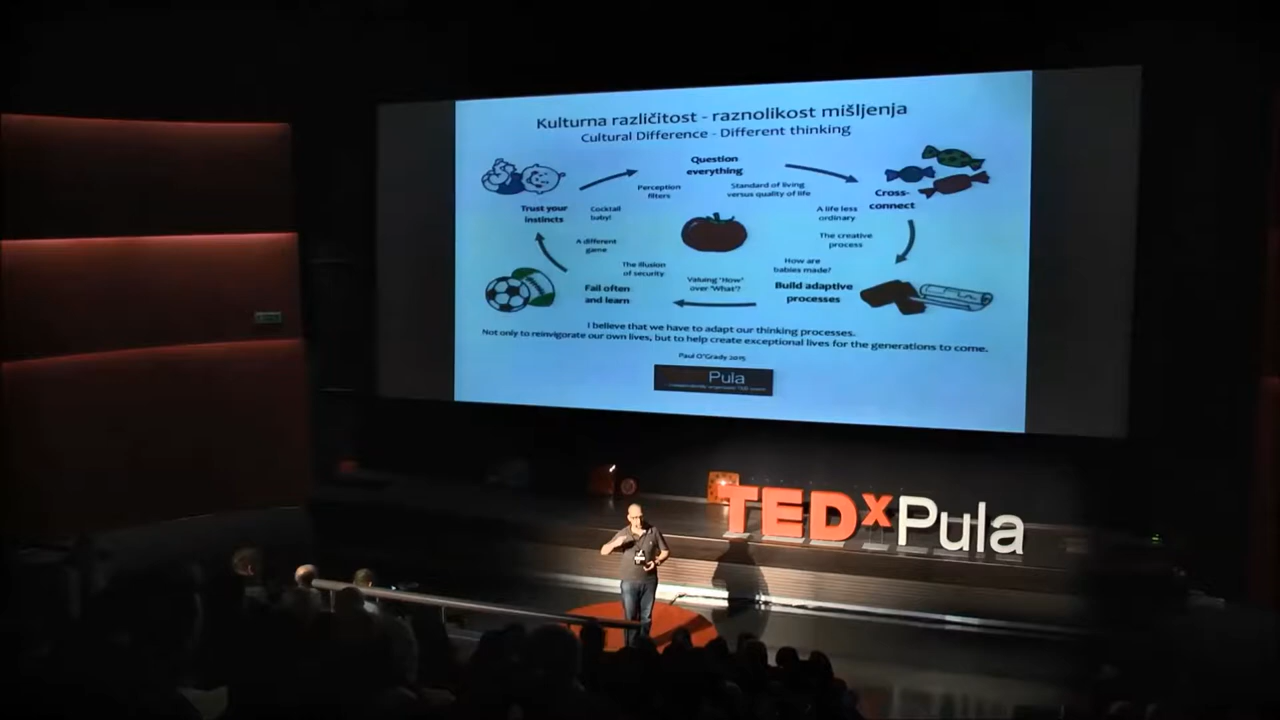 Kulturna različitost - raznolikost mišljenja
Cultural Difference - Different thinking
Question
everything
Perception
filters
Standard of living
versus quality of life
Cross-
connect
Trust your
instincts
Cocktail
baby!
A life less
ordinary
A different
game
The creative
process
The illusion
of security
How are
babies made?
Fail often
and learn
Valuing 'How'
over 'What'?
Build adaptive
processes
I believe that we have to adapt our thinking processes.
Not only to reinvigorate our own lives, but to help create exceptional lives for the generations to come.
Paul O'Grady 2015
Pula
TEDxPula